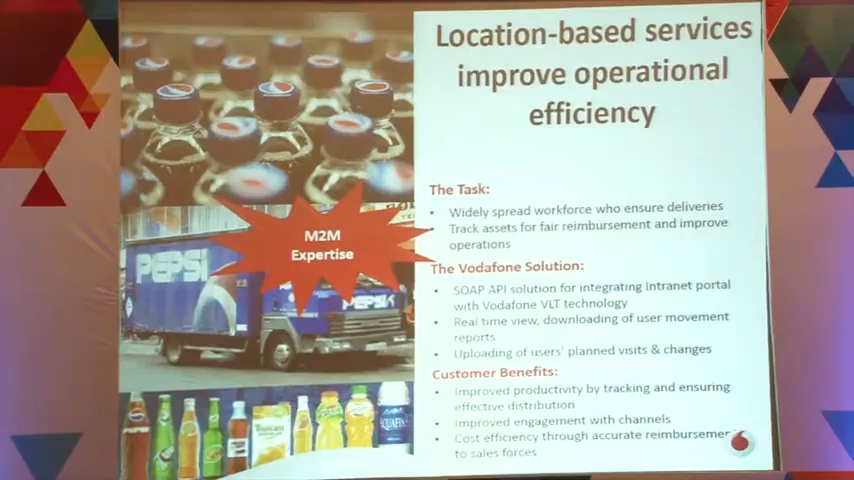 Location-based services
improve operational
efficiency
The Task:
• Widely spread workforce who ensure deliveries
• Track assets for fair reimbursement and improve
operations
The Vodafone Solution:
• SOAP API solution for integrating Intranet portal
with Vodafone VLT technology
• Real time view, downloading of user movement
reports
• Uploading of users' planned visits & changes
Customer Benefits:
• Improved productivity by tracking and ensuring
effective distribution
• Improved engagement with channels
• Cost efficiency through accurate reimbursemen
to sales forces
M2M
Expertise
PEPSI
PEPSI
AQUAFINA